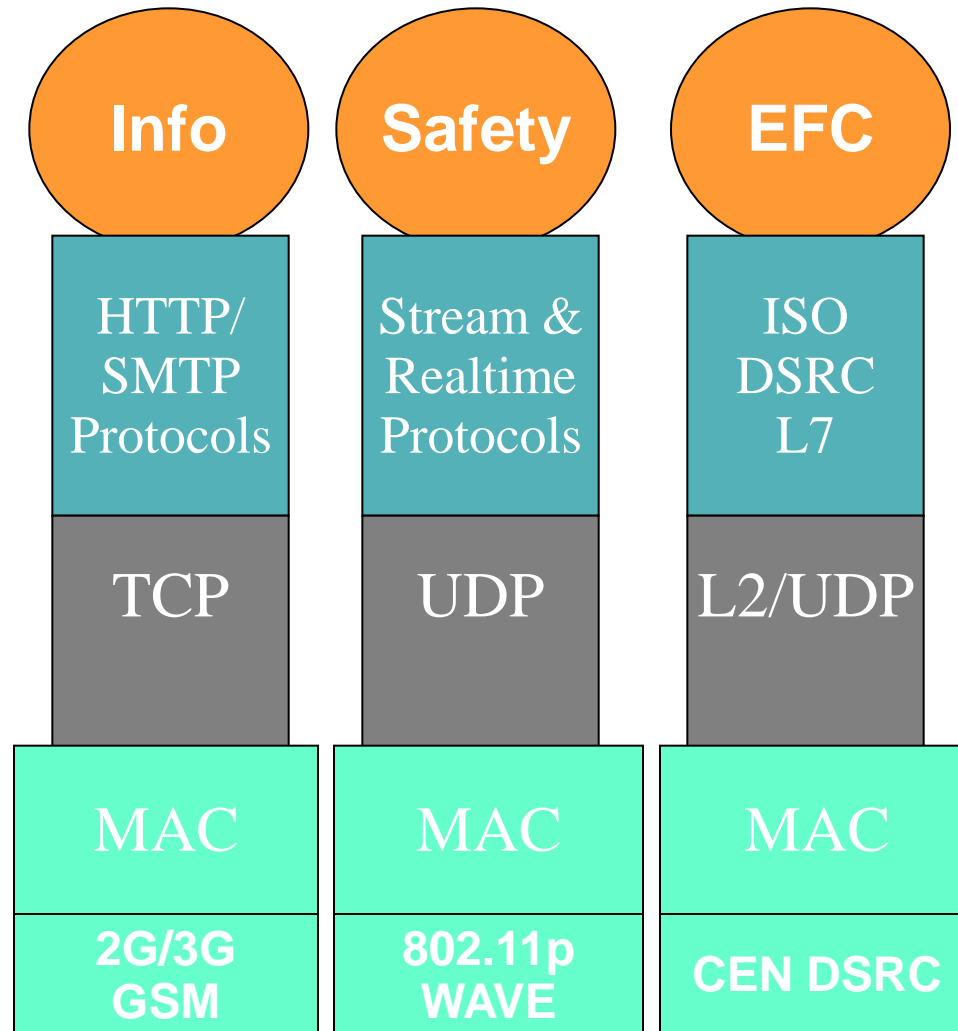 Info
Safety
EFC
HTTP/
SMTP
Protocols
Stream &
Realtime
Protocols
ISO
DSRC
L7
TCP
UDP
L2/UDP
MAC
MAC
MAC
2G/3G
GSM
802.11p
WAVE
CEN DSRC